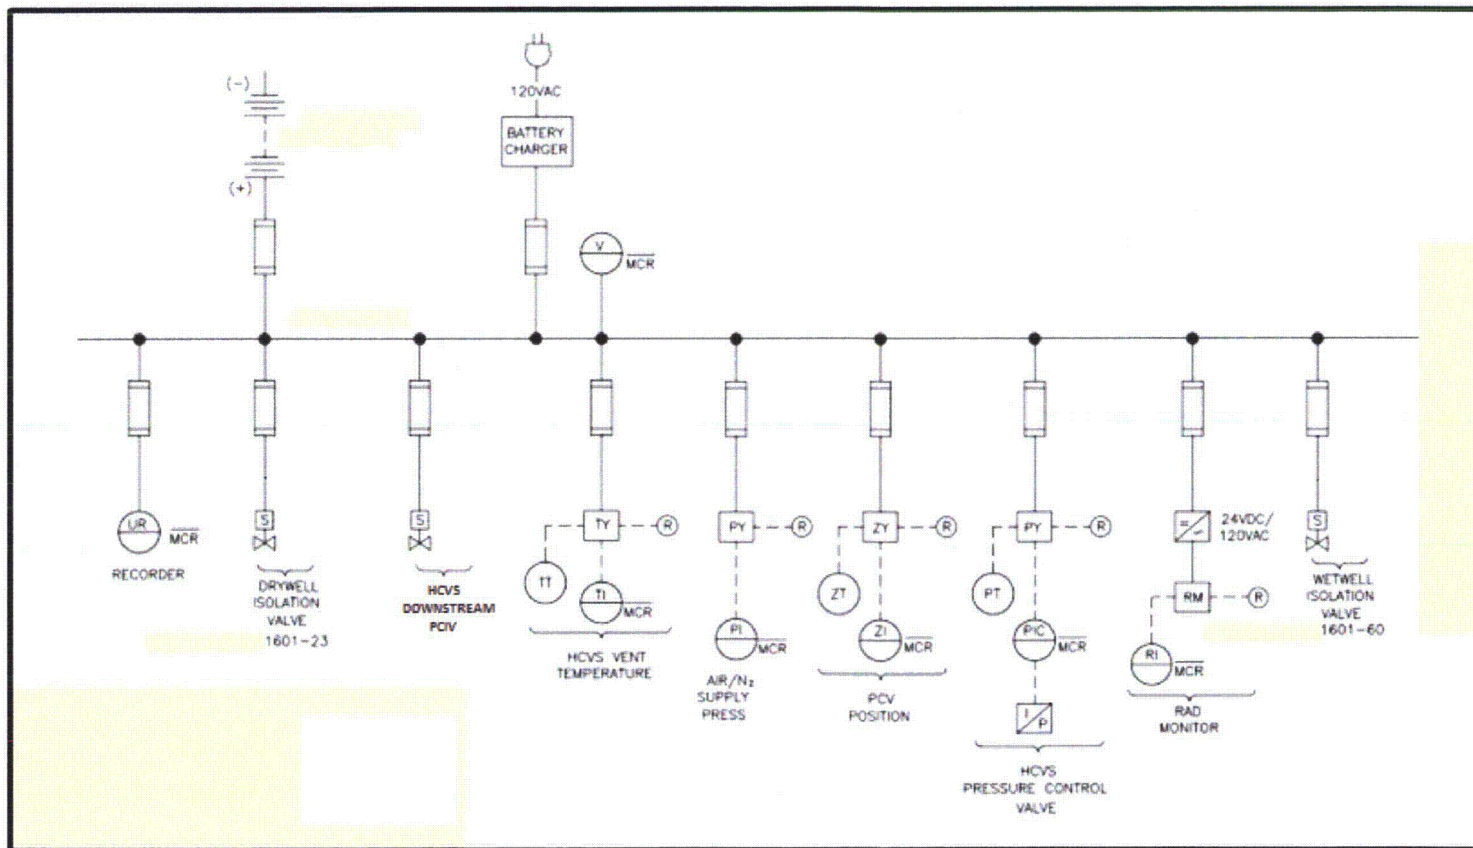 (-)
(+)
120VAC
BATTERY
CHARGER
V
MCR
UR
MCR
RECORDER
S
DRYWELL
ISOLATION
VALVE
1601-23
S
HCVS
DOWNSTREAM
PCIV
TY
R
TT
TI
MCR
HCVS VENT
TEMPERATURE
PY
R
PI
MCR
AIR/N₂
SUPPLY
PRESS
ZY
R
ZT
ZI
MCR
PCV
POSITION
PY
R
PT
PIC
MCR
I
P
HCVS
PRESSURE CONTROL
VALVE
24VDC/
120VAC
RM
R
RI
MCR
RAD
MONITOR
S
WETWELL
ISOLATION
VALVE
1601-60